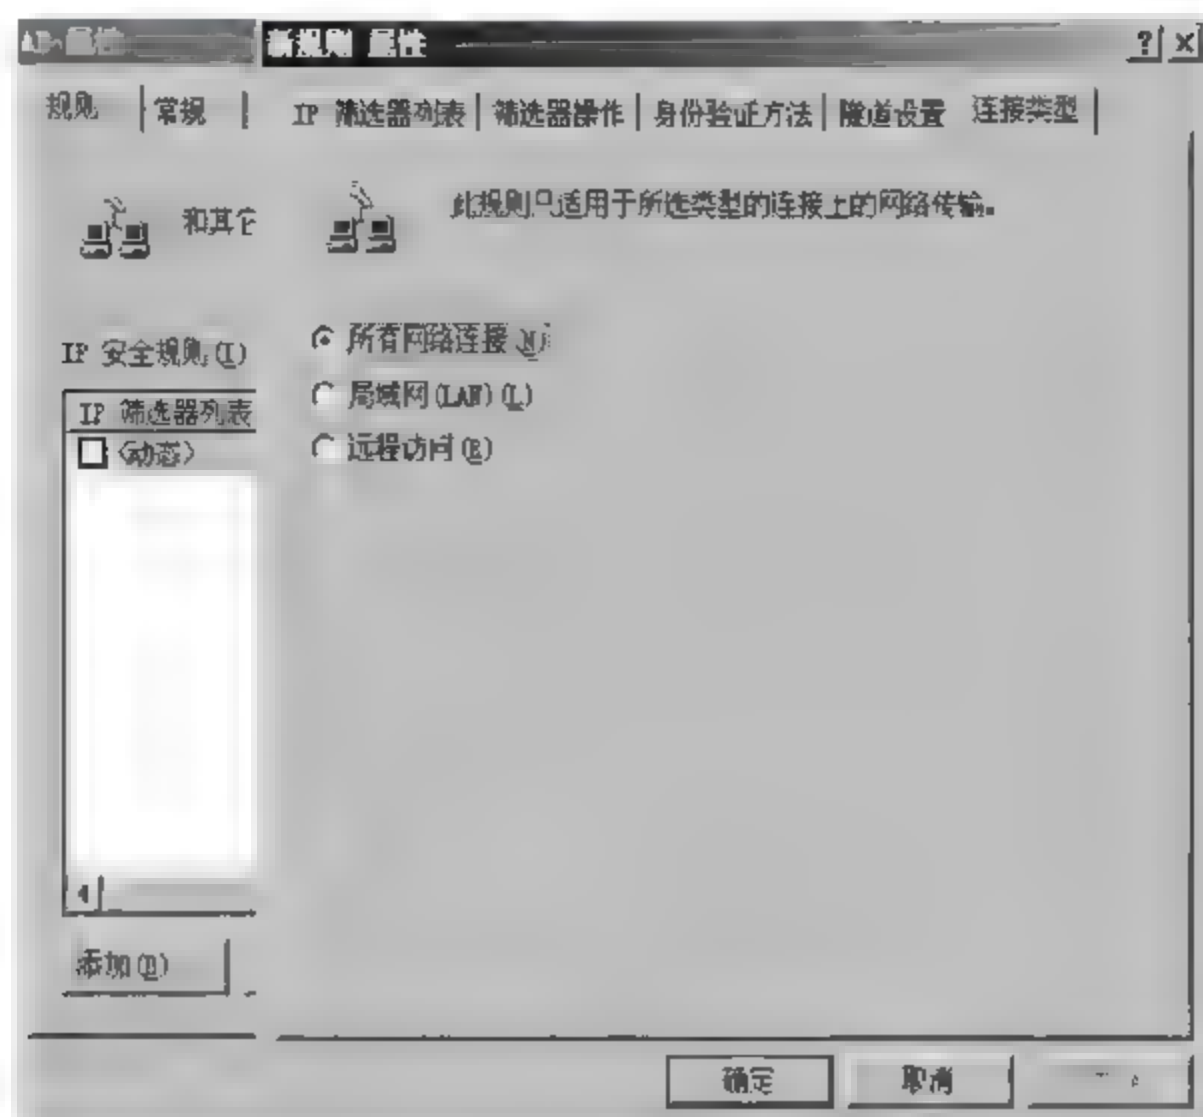 属性
新规则 属性
规则 常规
IP 筛选器列表 筛选器操作 身份验证方法 隧道设置 连接类型
和其它
此规则只适用于所选类型的连接上的网络传输。
IP 安全规则(I)
所有网络连接(N)
局域网(LAN)(L)
远程访问(R)
IP 筛选器列表
<动态>
添加(D)
确定 取消